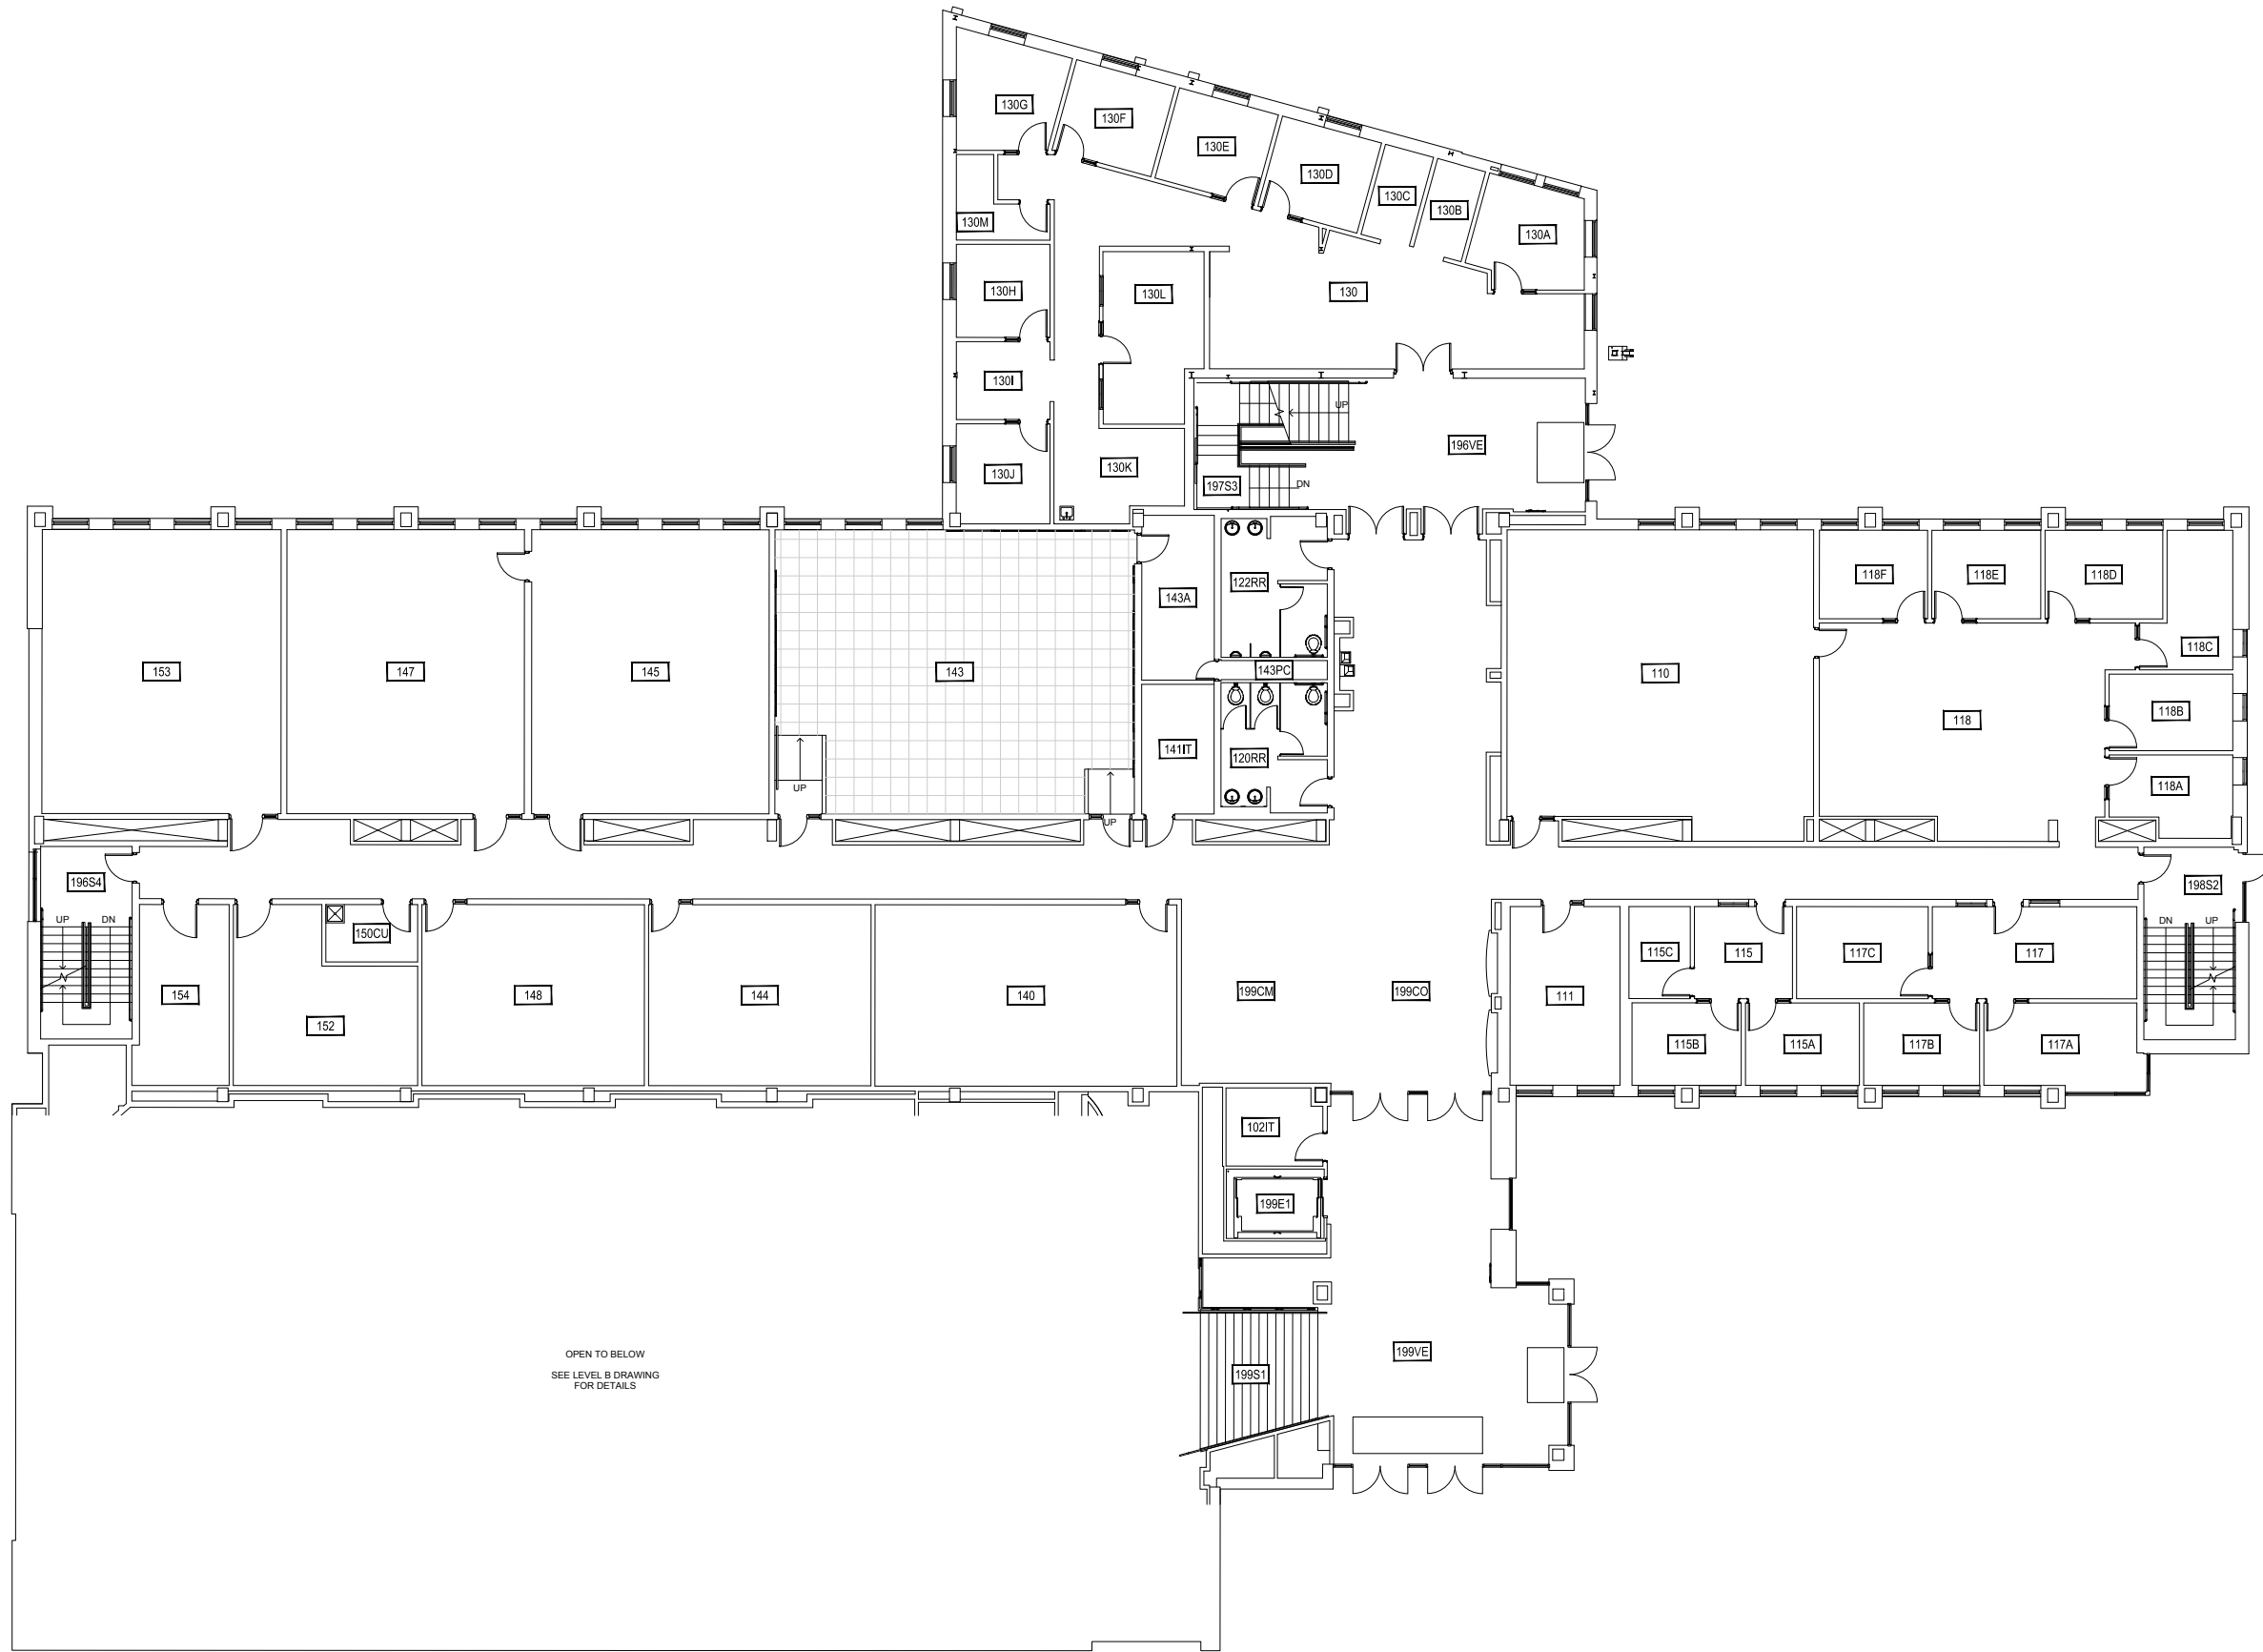 130G
130F
130E
130D
130C
130B
130A
130M
130H
130L
130
130I
UP
196VE
130J
130K
197S3
DN
122RR
118F
118E
118D
143A
118C
153
147
145
143
143PC
110
118B
118
141IT
120RR
118A
UP
UP
196S4
198S2
UP
DN
150CU
DN
UP
115C
115
117C
117
154
148
144
140
199CM
199CO
111
152
115B
115A
117B
117A
102IT
199E1
OPEN TO BELOW
SEE LEVEL B DRAWING
FOR DETAILS
199VE
199S1